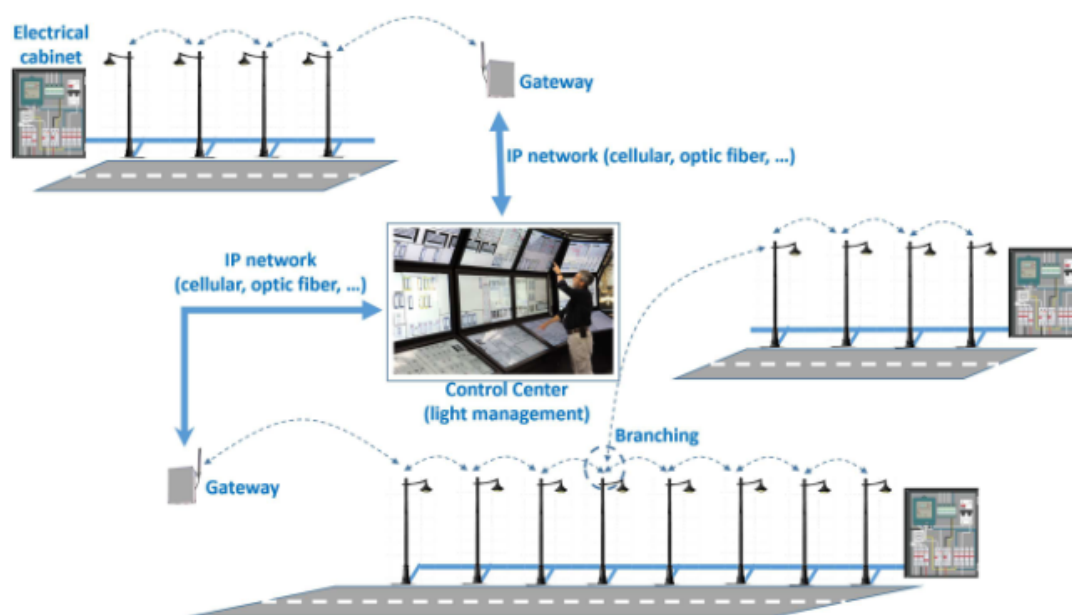 Electrical
cabinet
Gateway
IP network (cellular, optic fiber, ...)
IP network
(cellular, optic fiber, ...)
Control Center
(light management)
Branching
Gateway